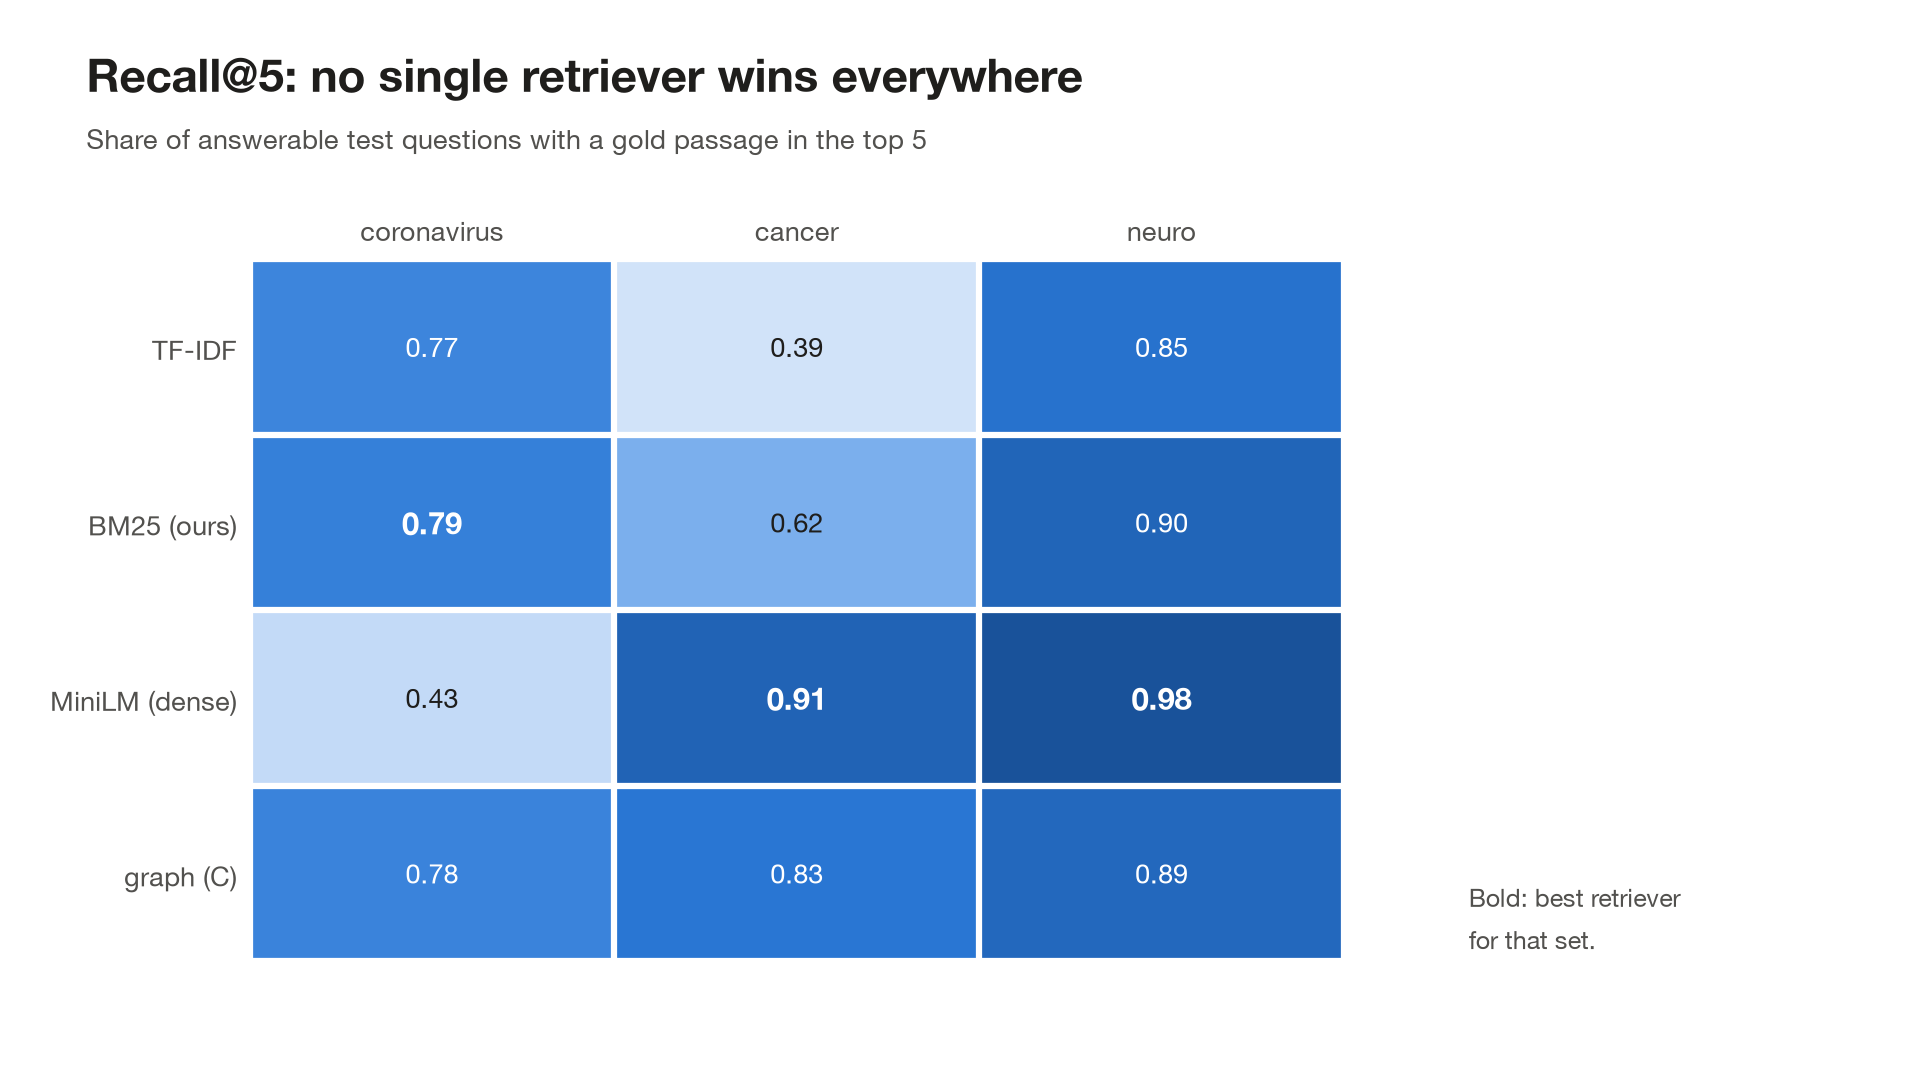 Recall@5: no single retriever wins everywhere
Share of answerable test questions with a gold passage in the top 5
coronavirus cancer neuro
TF-IDF 0.77 0.39 0.85
BM25 (ours) 0.79 0.62 0.90
MiniLM (dense) 0.43 0.91 0.98
graph (C) 0.78 0.83 0.89
Bold: best retriever
for that set.